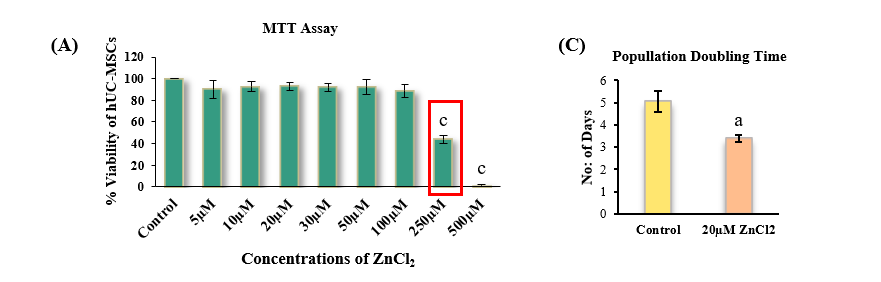 (A)
MTT Assay
% Viability of hUC-MSCs
120
100
80
60
40
20
0
c
c
Control
5µM
10µM
20µM
30µM
50µM
100µM
250µM
500µM
Concentrations of ZnCl₂
(C)
Popullation Doubling Time
No: of Days
6
5
4
3
2
1
0
a
Control
20µM ZnCl2